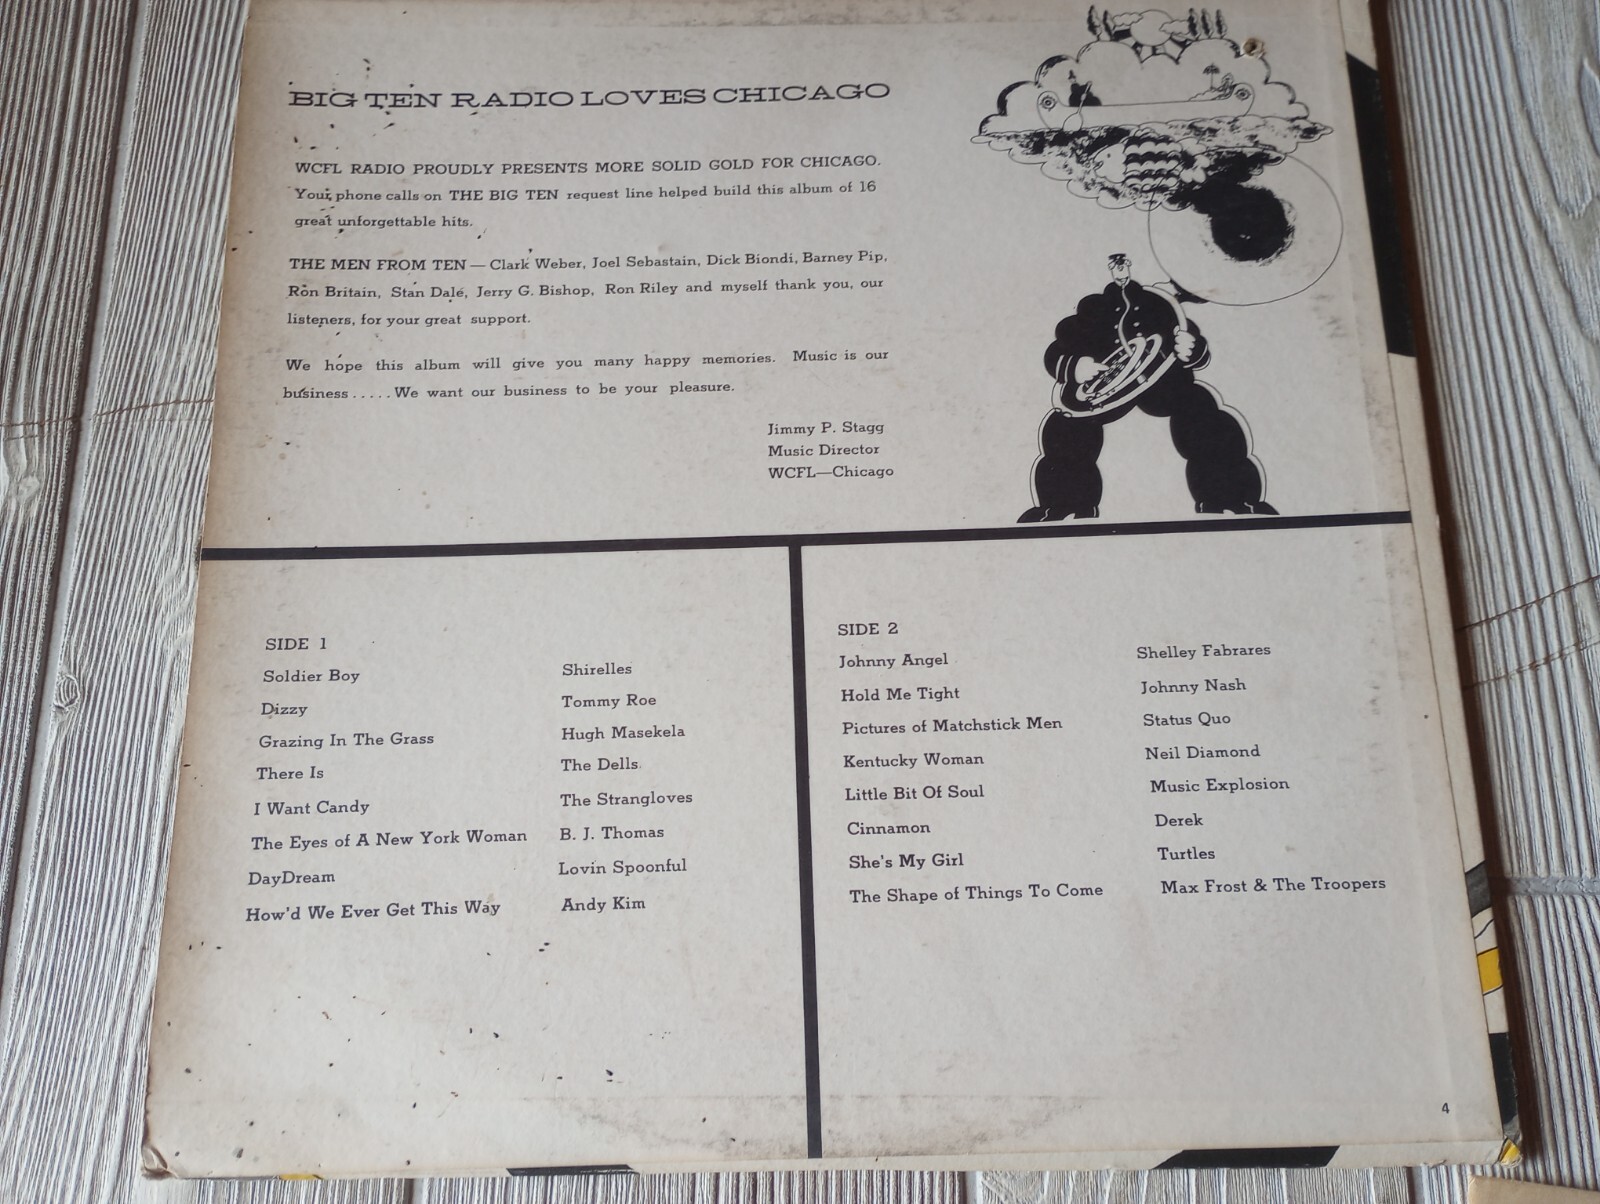 BIG TEN RADIO LOVES CHICAGO
WCFL RADIO PROUDLY PRESENTS MORE SOLID GOLD FOR CHICAGO.
Your phone calls on THE BIG TEN request line helped build this album of 16
great unforgettable hits.
THE MEN FROM TEN — Clark Weber, Joel Sebastain, Dick Biondi, Barney Pip,
Ron Britain, Stan Dale, Jerry G. Bishop, Ron Riley and myself thank you, our
listeners, for your great support.
We hope this album will give you many happy memories. Music is our
business.....We want our business to be your pleasure.
Jimmy P. Stagg
Music Director
WCFL—Chicago
SIDE 1
Soldier Boy Shirelles
Dizzy Tommy Roe
Grazing In The Grass Hugh Masekela
There Is The Dells
I Want Candy The Strangloves
The Eyes of A New York Woman B. J. Thomas
DayDream Lovin Spoonful
How'd We Ever Get This Way Andy Kim
SIDE 2
Johnny Angel Shelley Fabrares
Hold Me Tight Johnny Nash
Pictures of Matchstick Men Status Quo
Kentucky Woman Neil Diamond
Little Bit Of Soul Music Explosion
Cinnamon Derek
She's My Girl Turtles
The Shape of Things To Come Max Frost & The Troopers
4